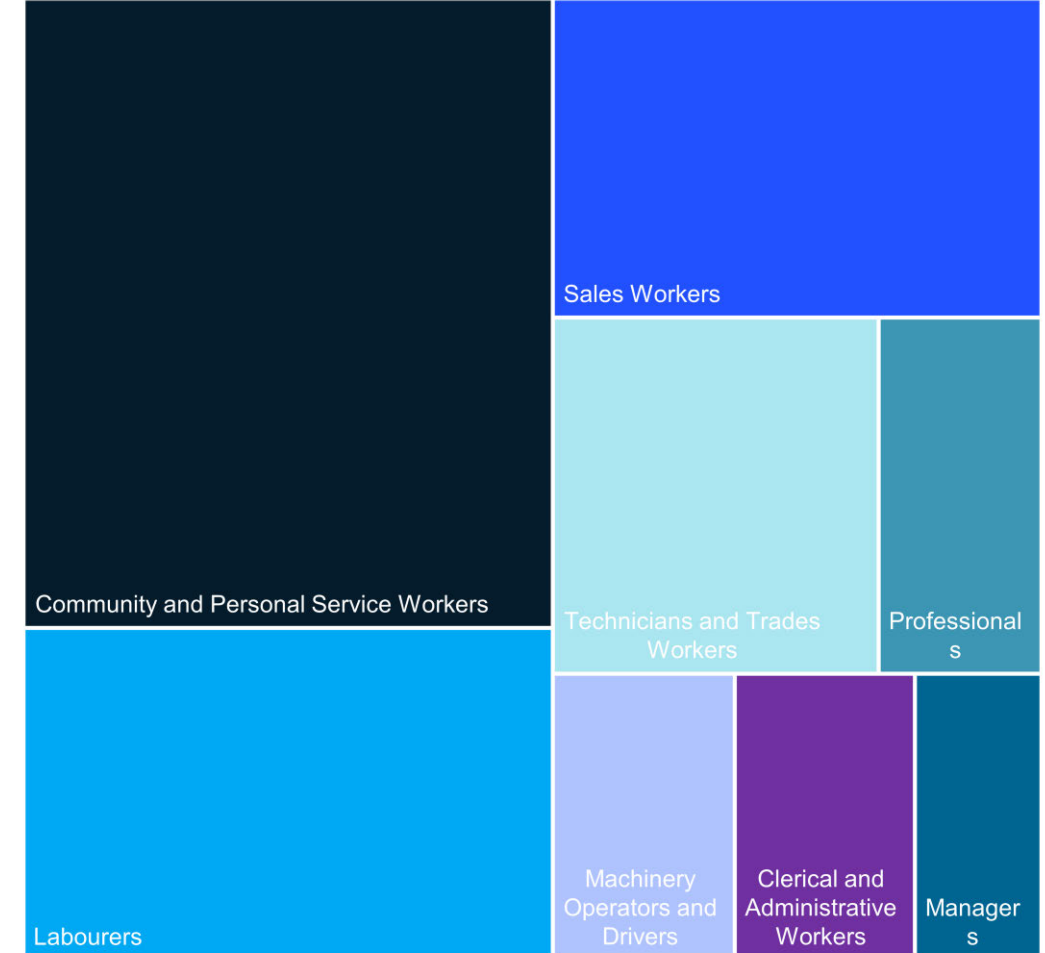 Sales Workers
Community and Personal Service Workers
Technicians and Trades
Workers
Professional
s
Labourers
Machinery
Operators and
Drivers
Clerical and
Administrative
Workers
Manager
s